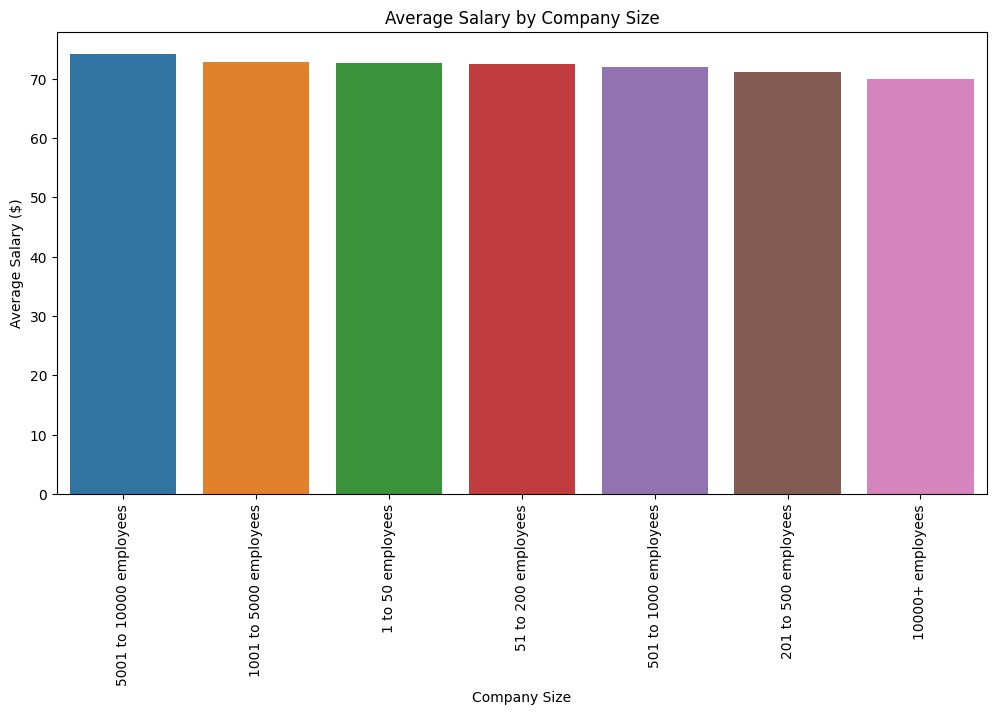 Average Salary by Company Size
Average Salary ($)
70
60
50
40
30
20
10
0
5001 to 10000 employees
1001 to 5000 employees
1 to 50 employees
51 to 200 employees
501 to 1000 employees
201 to 500 employees
10000+ employees
Company Size